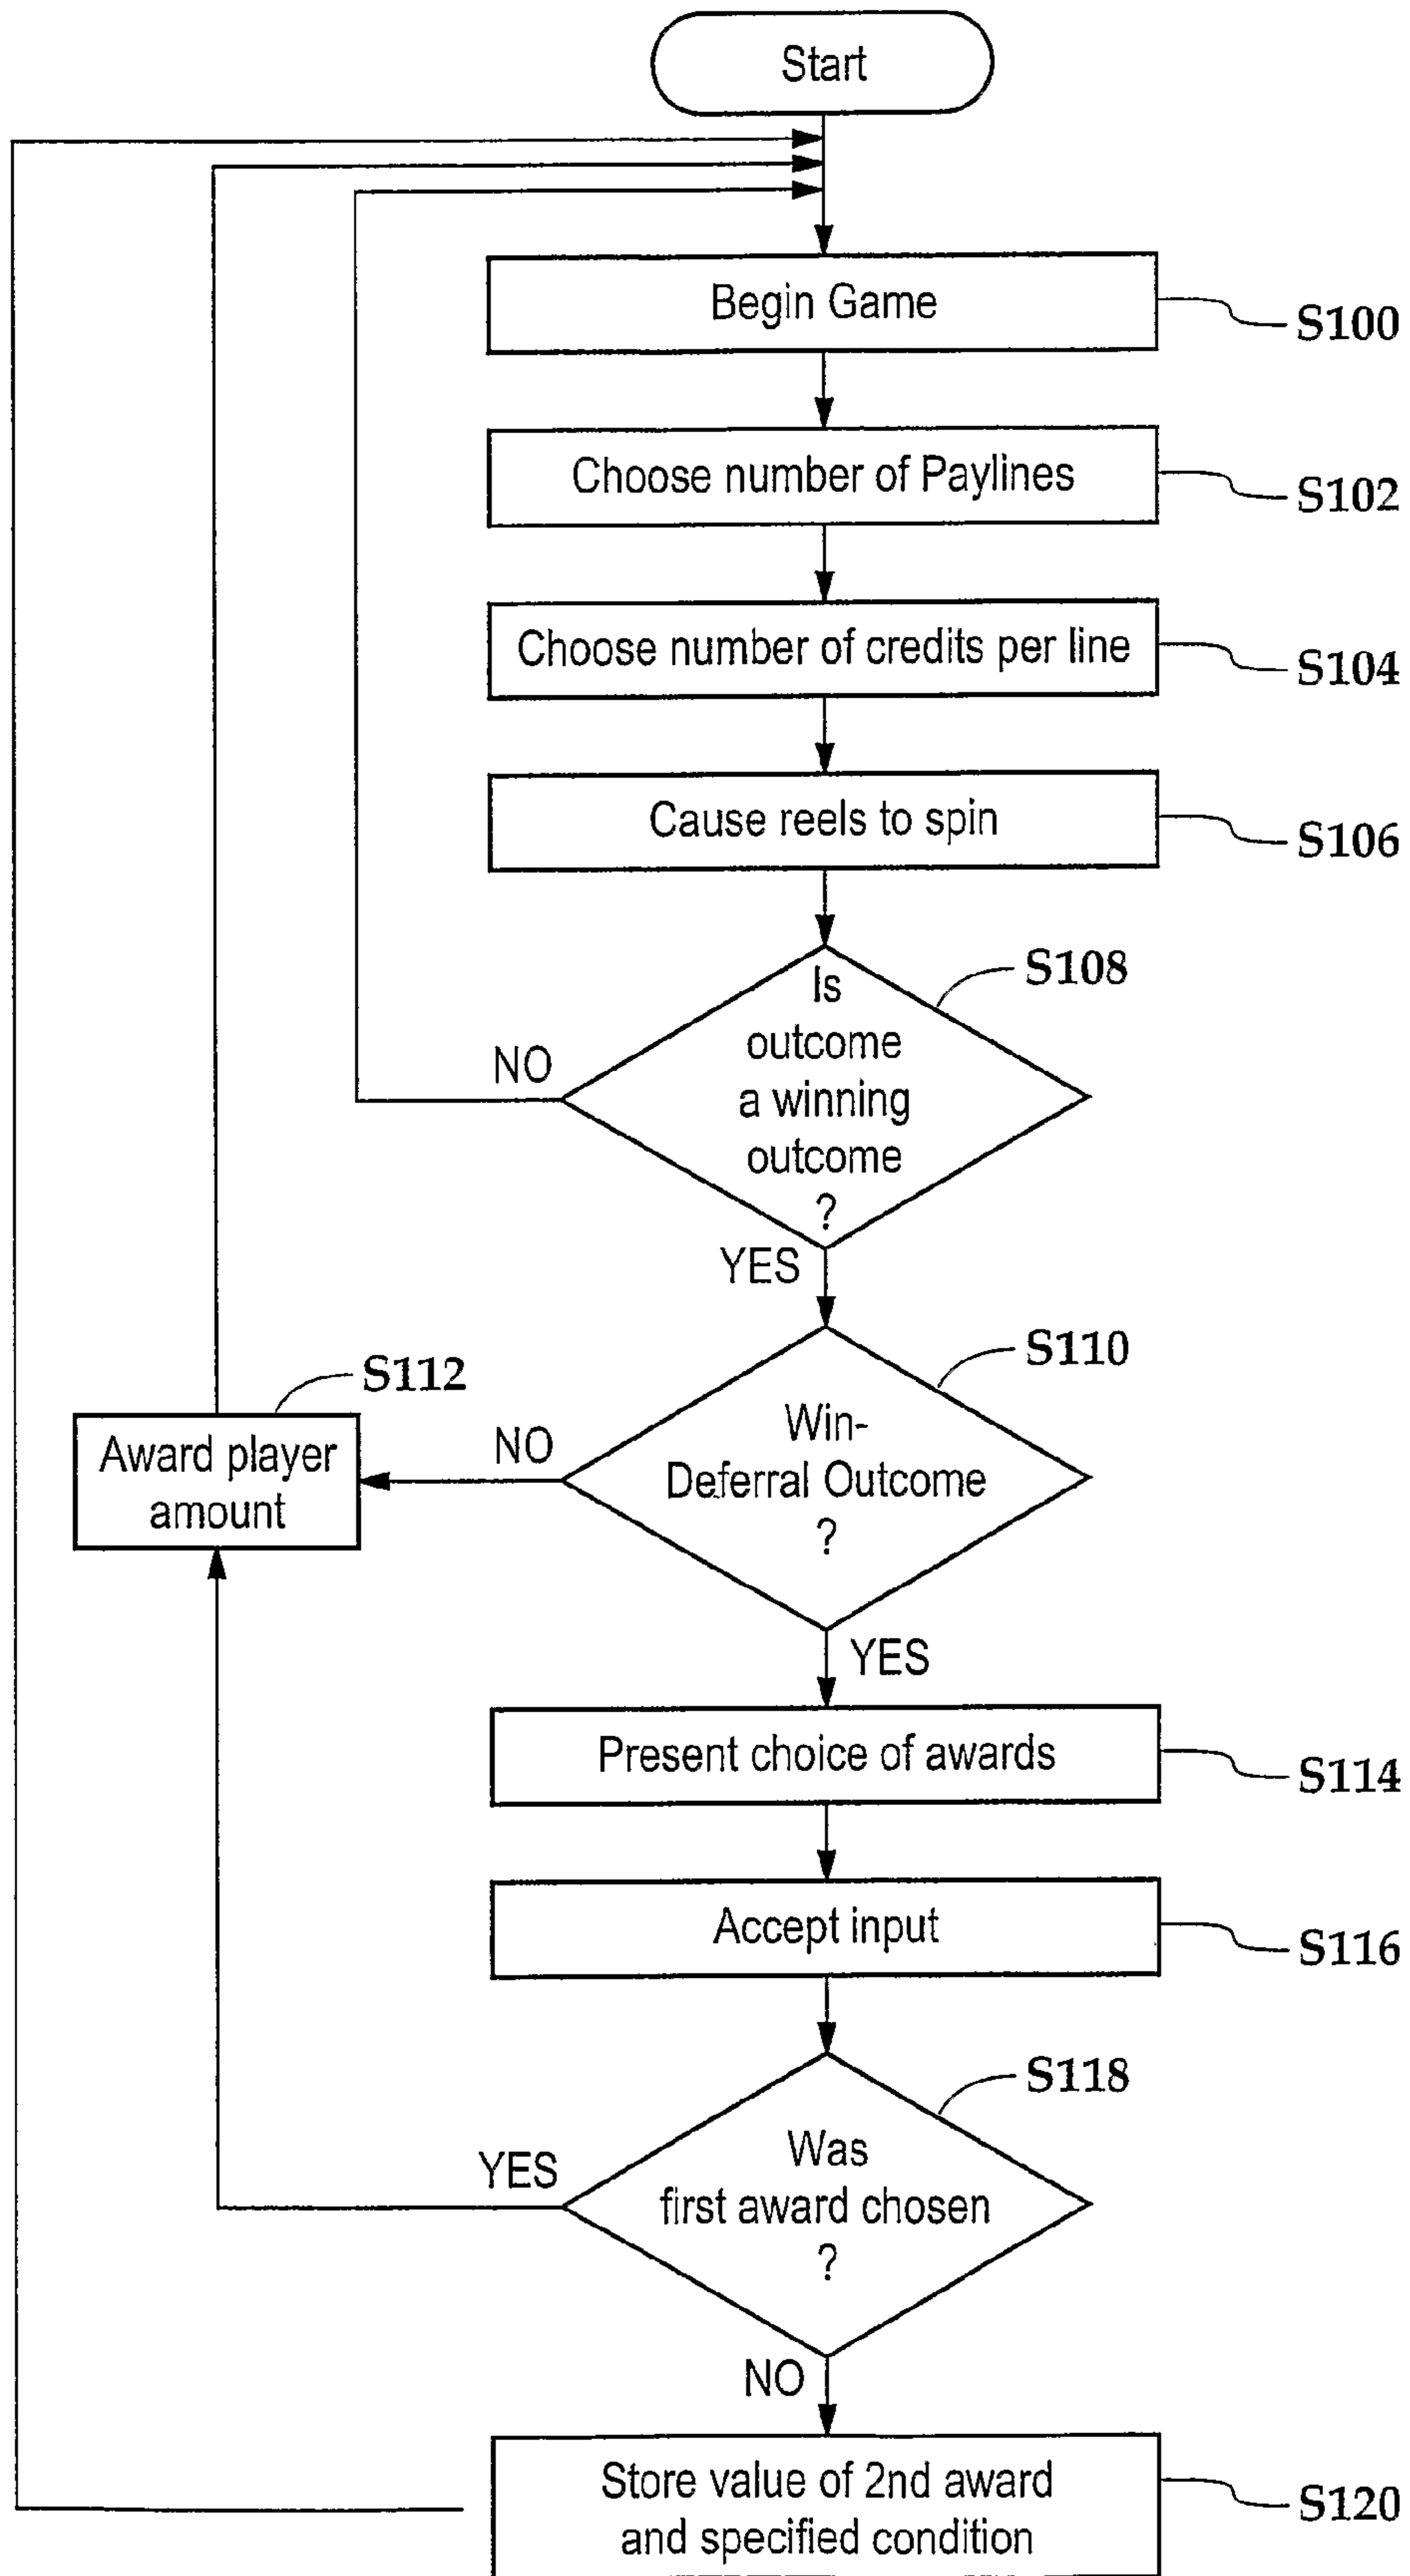 Start
Begin Game
S100
Choose number of Paylines
S102
Choose number of credits per line
S104
Cause reels to spin
S106
S108
Is
outcome
a winning
outcome
?
NO
YES
S110
Win-
Deferral Outcome
?
NO
S112
Award player
amount
YES
Present choice of awards
S114
Accept input
S116
S118
Was
first award chosen
?
YES
NO
Store value of 2nd award
and specified condition
S120